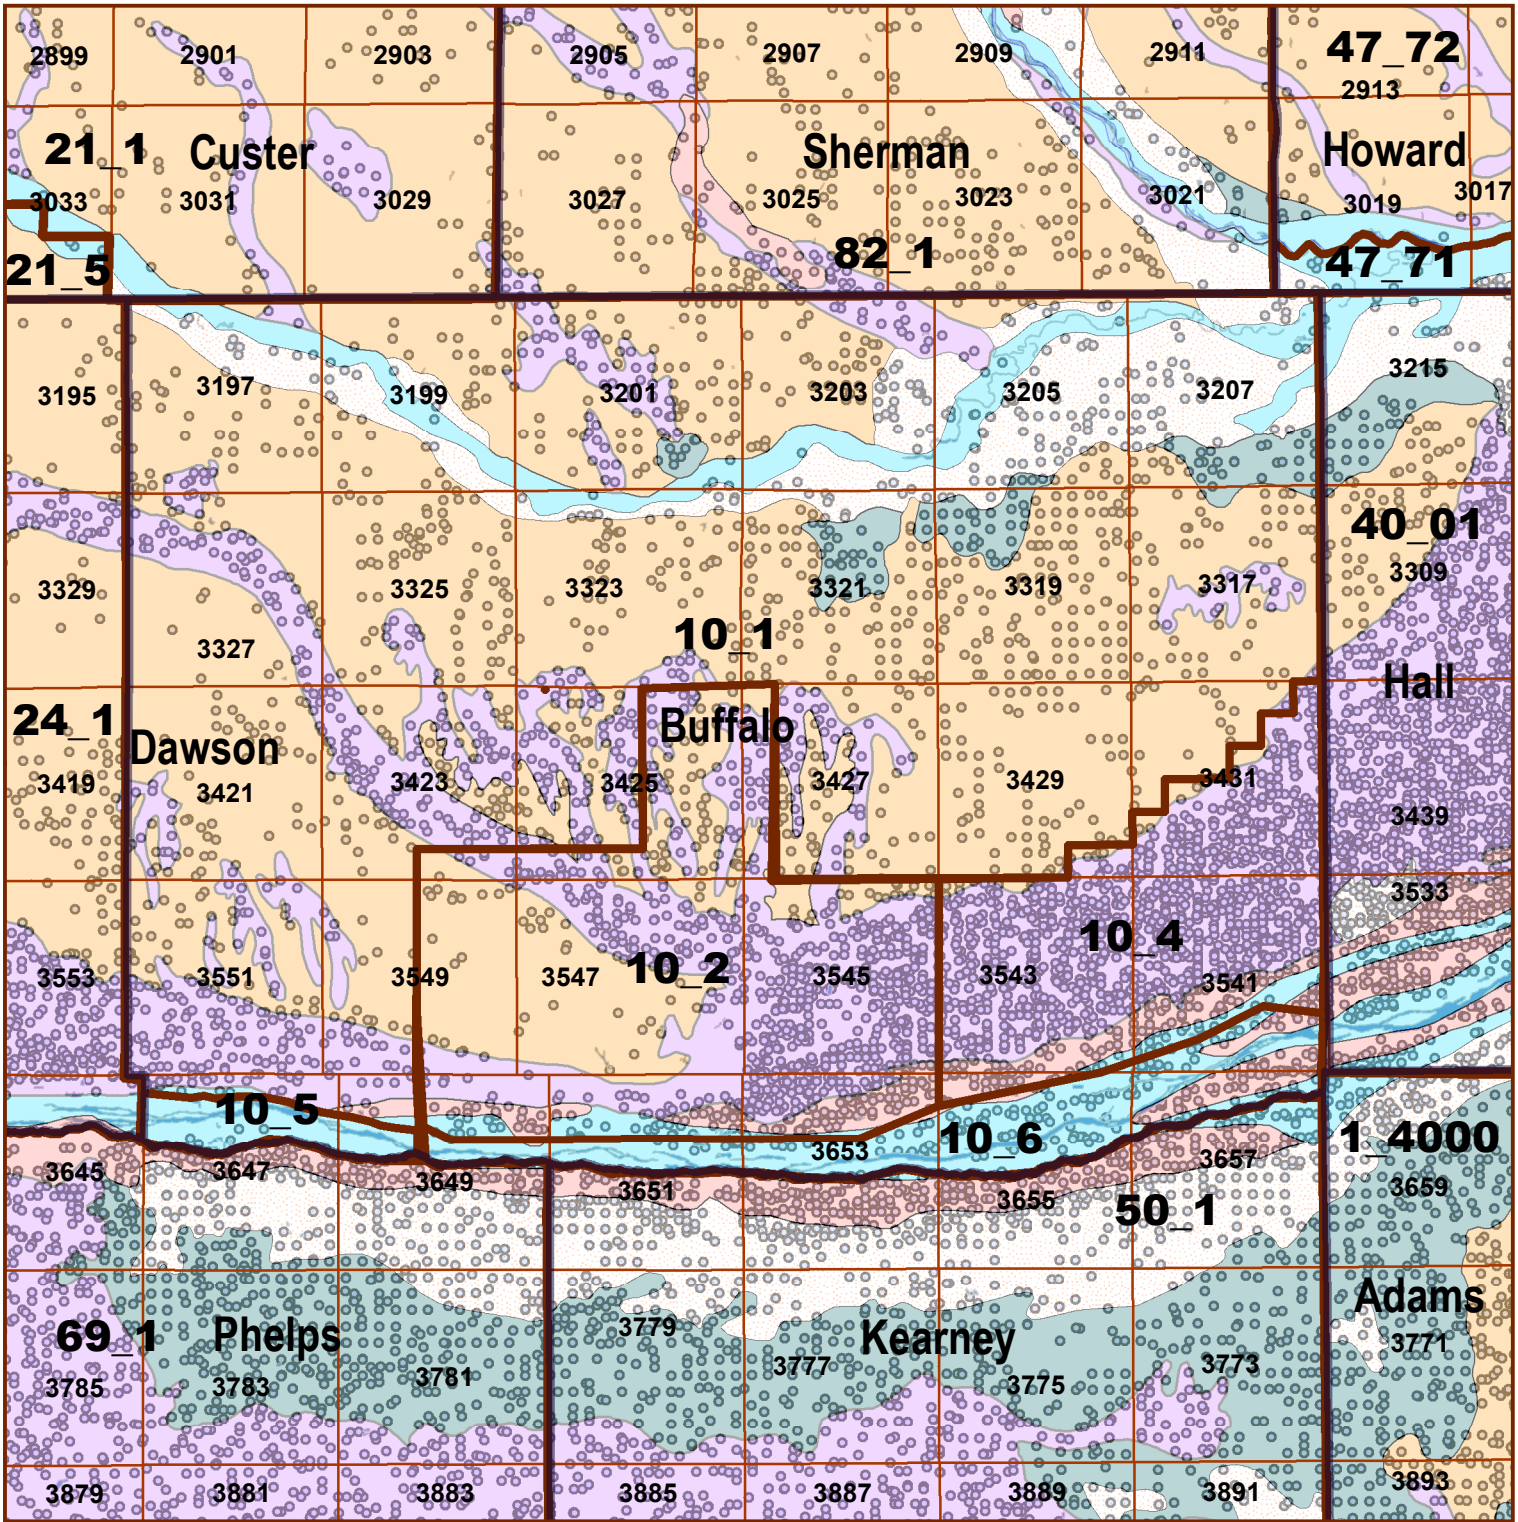 2899 2901 2903 2905 2907 2909 2911 47_72
2913
21_1 Custer Sherman Howard
3033 3031 3029 3027 3025 3023 3021 3019 3017
21_5 82_1 47_71
3195 3197 3199 3201 3203 3205 3207 3215
40_01
3329 3325 3323 3321 3319 3317 3309
3327 10_1
Hall
24_1 Dawson Buffalo
3419 3421 3423 3425 3427 3429 3431
3439
3533
10_4
3553 3551 3549 3547 10_2 3545 3543 3541
10_5 3653 10_6 1_4000
3645 3647 3649 3651 3655 3657 3659
50_1
Adams
69_1 Phelps 3779 Kearney 3771
3785 3783 3781 3777 3775 3773
3879 3881 3883 3885 3887 3889 3891 3893